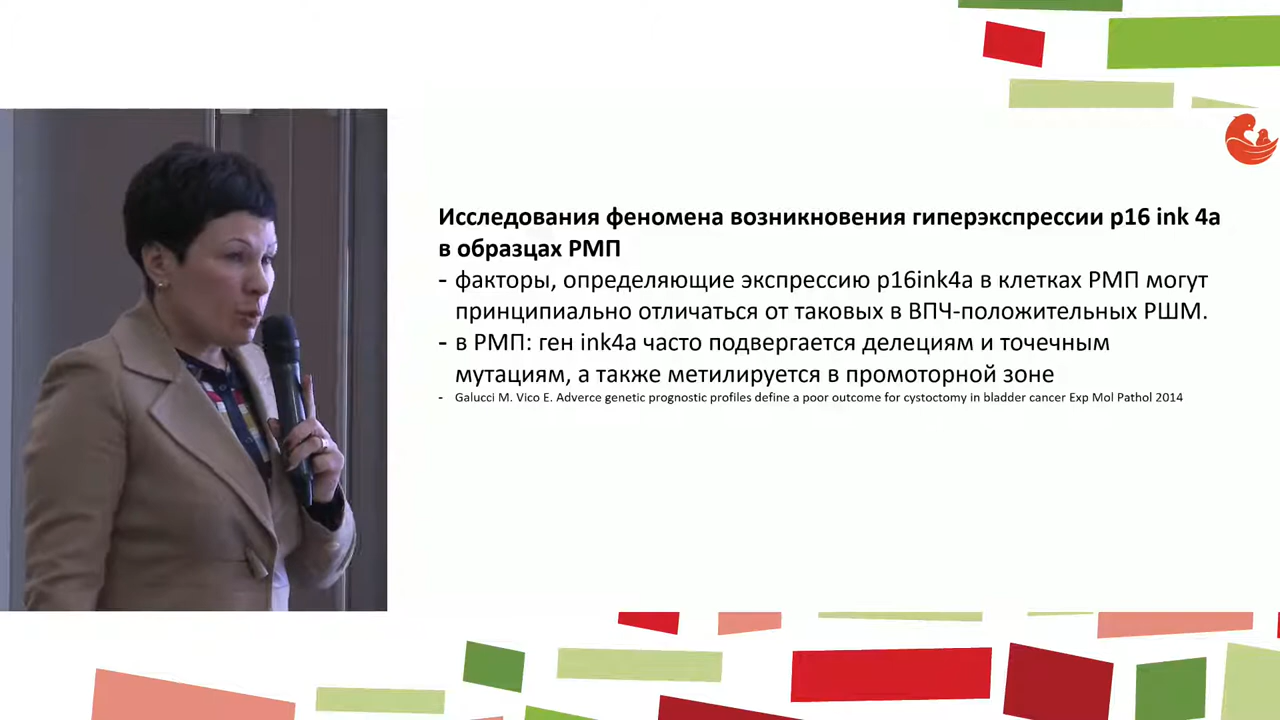 Исследования феномена возникновения гиперэкспрессии p16 ink 4a
в образцах РМП
- факторы, определяющие экспрессию p16ink4a в клетках РМП могут
принципиально отличаться от таковых в ВПЧ-положительных РШМ.
- в РМП: ген ink4a часто подвергается делециям и точечным
мутациям, а также метилируется в промоторной зоне
- Galucci M. Vico E. Adverce genetic prognostic profiles define a poor outcome for cystoctomy in bladder cancer Exp Mol Pathol 2014